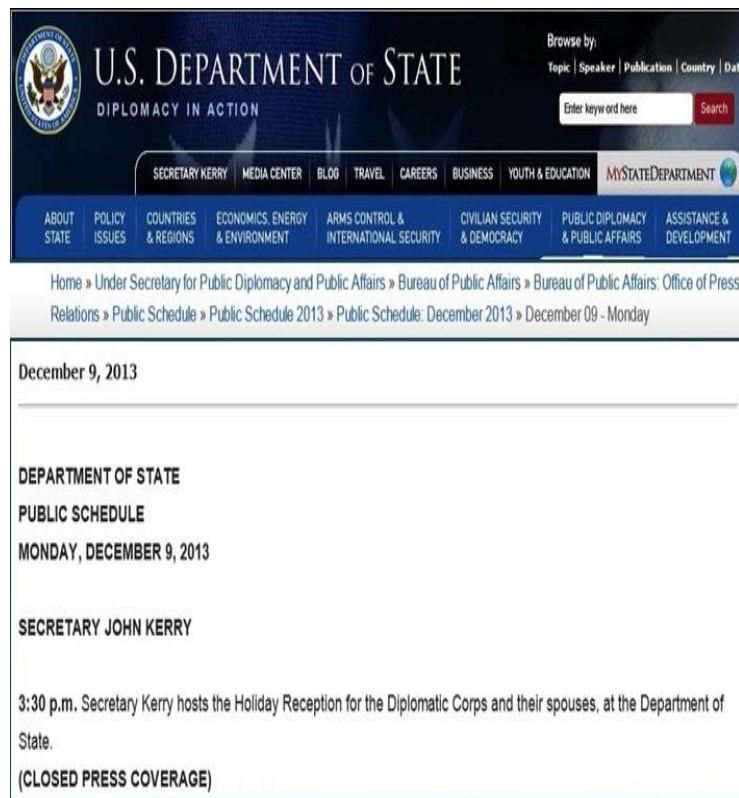 U.S. DEPARTMENT OF STATE
DIPLOMACY IN ACTION
Browse by:
Topic | Speaker | Publication | Country | Dat
Enter keyword here
Search
SECRETARY KERRY MEDIA CENTER BLOG TRAVEL CAREERS BUSINESS YOUTH & EDUCATION MYSTATEDEPARTMENT
ABOUT STATE
POLICY ISSUES
COUNTRIES & REGIONS
ECONOMICS, ENERGY & ENVIRONMENT
ARMS CONTROL & INTERNATIONAL SECURITY
CIVILIAN SECURITY & DEMOCRACY
PUBLIC DIPLOMACY & PUBLIC AFFAIRS
ASSISTANCE & DEVELOPMENT
Home » Under Secretary for Public Diplomacy and Public Affairs » Bureau of Public Affairs » Bureau of Public Affairs: Office of Press
Relations » Public Schedule » Public Schedule 2013 » Public Schedule: December 2013 » December 09 - Monday
December 9, 2013
DEPARTMENT OF STATE
PUBLIC SCHEDULE
MONDAY, DECEMBER 9, 2013
SECRETARY JOHN KERRY
3:30 p.m. Secretary Kerry hosts the Holiday Reception for the Diplomatic Corps and their spouses, at the Department of
State.
(CLOSED PRESS COVERAGE)